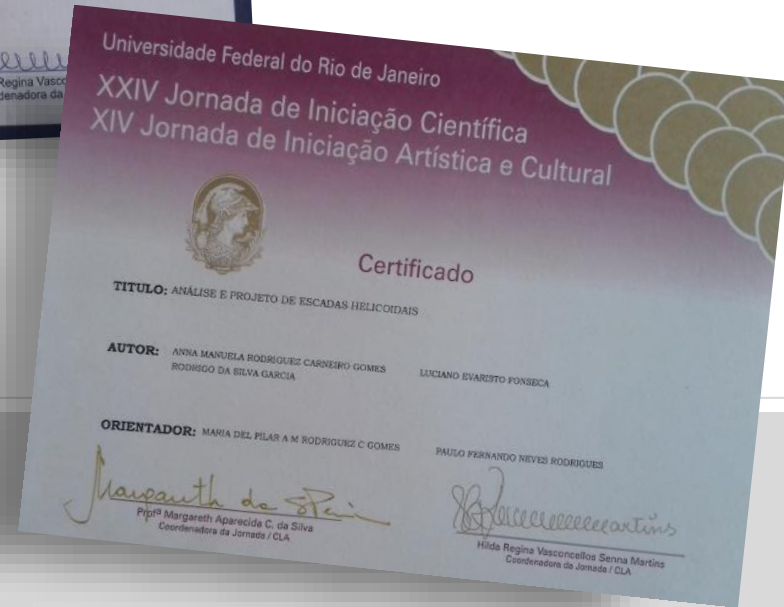 Regina Vasco
denadora da
Universidade Federal do Rio de Janeiro
XXIV Jornada de Iniciação Científica
XIV Jornada de Iniciação Artística e Cultural
Certificado
TITULO: ANÁLISE E PROJETO DE ESCADAS HELICOIDAIS
AUTOR: ANNA MANUELA RODRIGUEZ CARNEIRO GOMES LUCIANO EVARISTO FONSECA
RODRIGO DA SILVA GARCIA
ORIENTADOR: MARIA DEL PILAR A M RODRIGUEZ C GOMES PAULO FERNANDO NEVES RODRIGUES
Profª Margareth Aparecida C. da Silva
Coordenadora da Jornada / CLA
Hilda Regina Vasconcellos Senna Martins
Coordenadora da Jornada / CLA